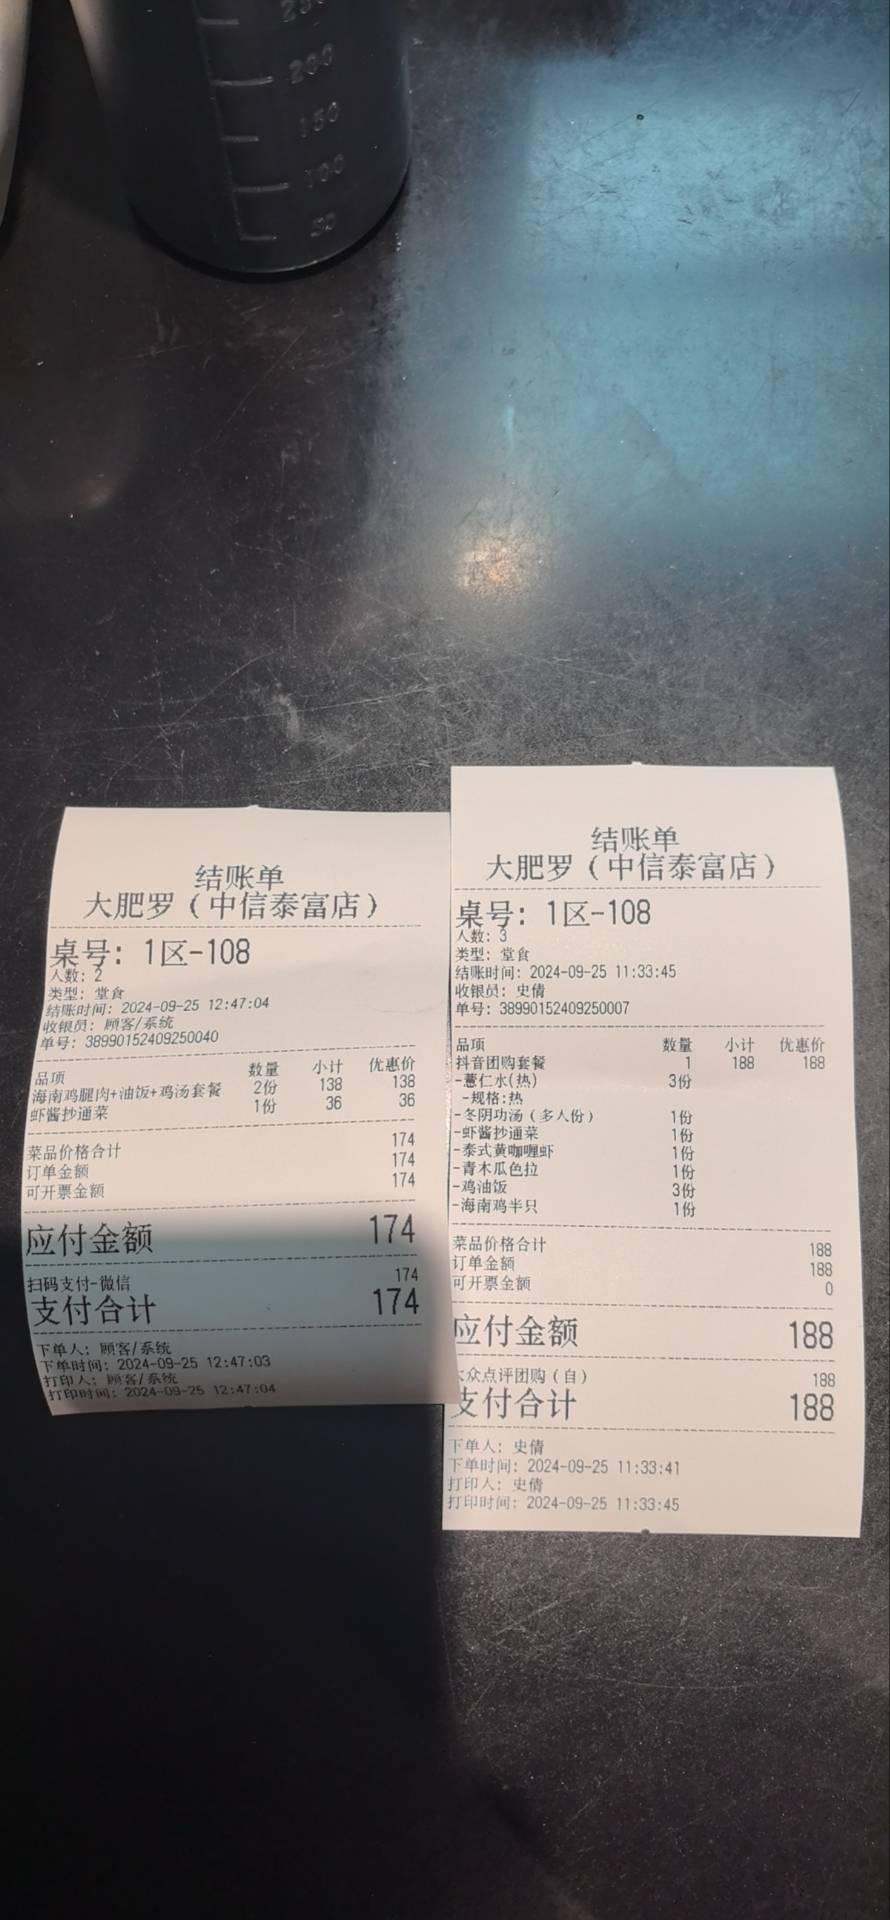 200
150
100
50
结账单
大肥罗（中信泰富店）
桌号: 1区-108
人数: 2
类型: 堂食
结账时间: 2024-09-25 12:47:04
收银员: 顾客/系统
单号: 38990152409250040
品项 数量 小计 优惠价
海南鸡腿肉+油饭+鸡汤套餐 2份 138 138
虾酱抄通菜 1份 36 36
菜品价格合计 174
订单金额 174
可开票金额 174
应付金额 174
扫码支付-微信 174
支付合计 174
下单人: 顾客/系统
下单时间: 2024-09-25 12:47:03
打印人: 顾客/系统
打印时间: 2024-09-25 12:47:04
结账单
大肥罗（中信泰富店）
桌号: 1区-108
人数: 3
类型: 堂食
结账时间: 2024-09-25 11:33:45
收银员: 史倩
单号: 38990152409250007
品项 数量 小计 优惠价
抖音团购套餐 1 188 188
-薏仁水(热) 3份
-规格:热
-冬阴功汤（多人份） 1份
-虾酱抄通菜 1份
-泰式黄咖喱虾 1份
-青木瓜色拉 1份
-鸡油饭 3份
-海南鸡半只 1份
菜品价格合计 188
订单金额 188
可开票金额 0
应付金额 188
大众点评团购（自） 188
支付合计 188
下单人: 史倩
下单时间: 2024-09-25 11:33:41
打印人: 史倩
打印时间: 2024-09-25 11:33:45